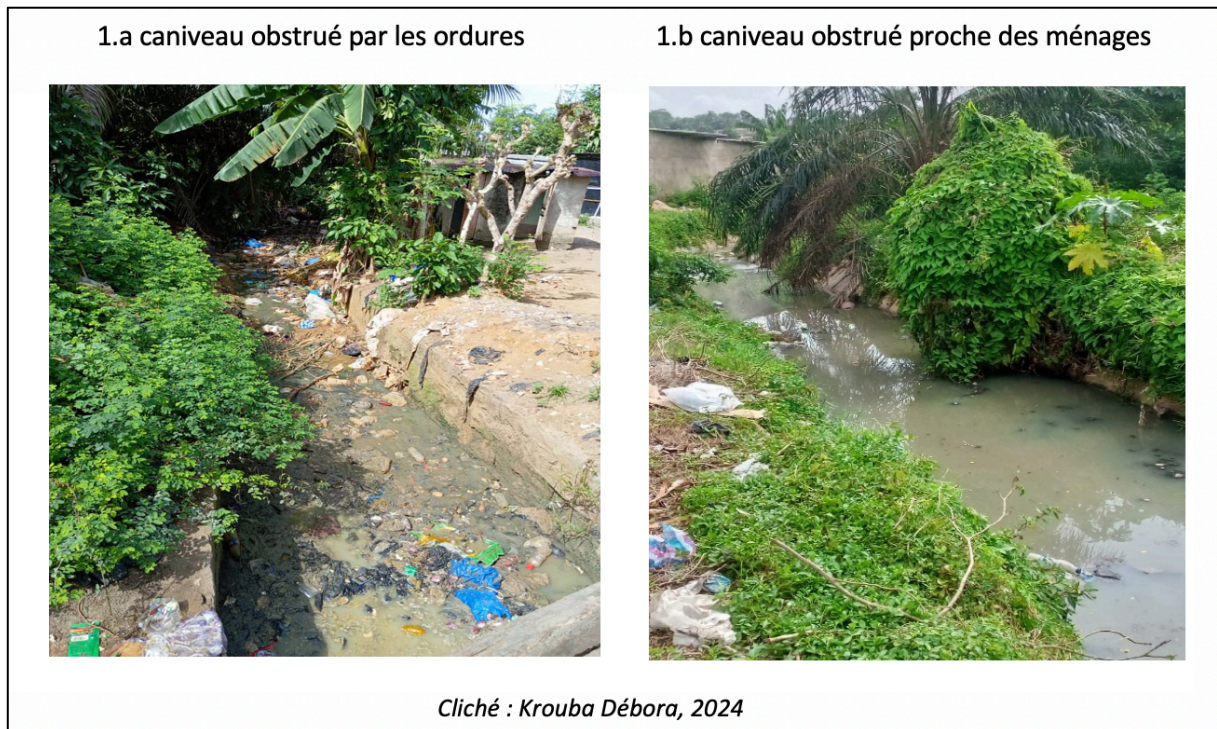 1.a caniveau obstrué par les ordures
1.b caniveau obstrué proche des ménages
Cliché : Krouba Débora, 2024